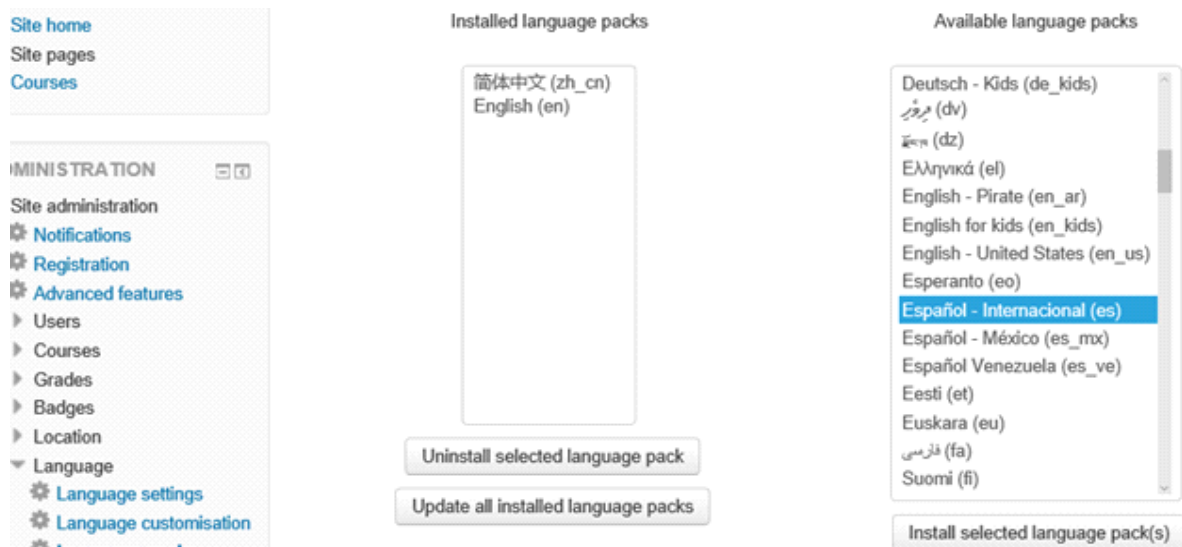 Site home
Site pages
Courses
MINISTRATION
Site administration
Notifications
Registration
Advanced features
Users
Courses
Grades
Badges
Location
Language
Language settings
Language customisation
Installed language packs
简体中文 (zh_cn)
English (en)
Uninstall selected language pack
Update all installed language packs
Available language packs
Deutsch - Kids (de_kids)
ދިވެހި (dv)
(dz)
Ελληνικά (el)
English - Pirate (en_ar)
English for kids (en_kids)
English - United States (en_us)
Esperanto (eo)
Español - Internacional (es)
Español - México (es_mx)
Español Venezuela (es_ve)
Eesti (et)
Euskara (eu)
فارسی (fa)
Suomi (fi)
Install selected language pack(s)